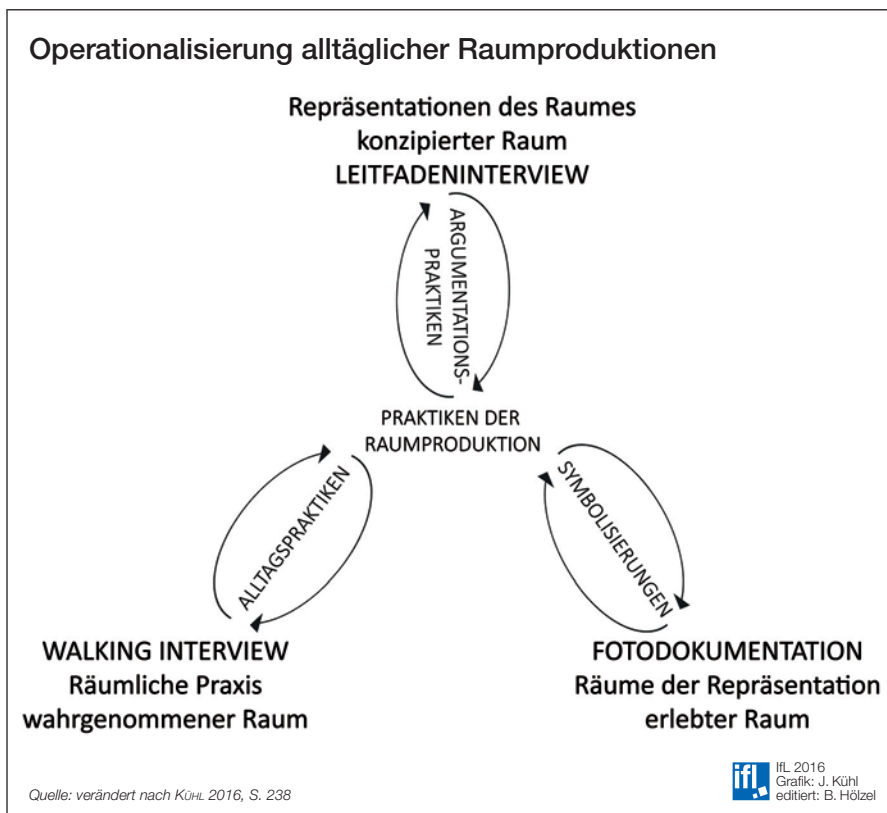 Operationalisierung alltäglicher Raumproduktionen
Repräsentationen des Raumes
konzipierter Raum
LEITFADENINTERVIEW
ARGUMENTATIONS-
PRAKTIKEN
PRAKTIKEN DER
RAUMPRODUKTION
ALLTAGSPRAKTIKEN
SYMBOLISIERUNGEN
WALKING INTERVIEW
Räumliche Praxis
wahrgenommener Raum
FOTODOKUMENTATION
Räume der Repräsentation
erlebter Raum
Quelle: verändert nach KÜHL 2016, S. 238
ifl
IfL 2016
Grafik: J. Kühl
editiert: B. Hölzel